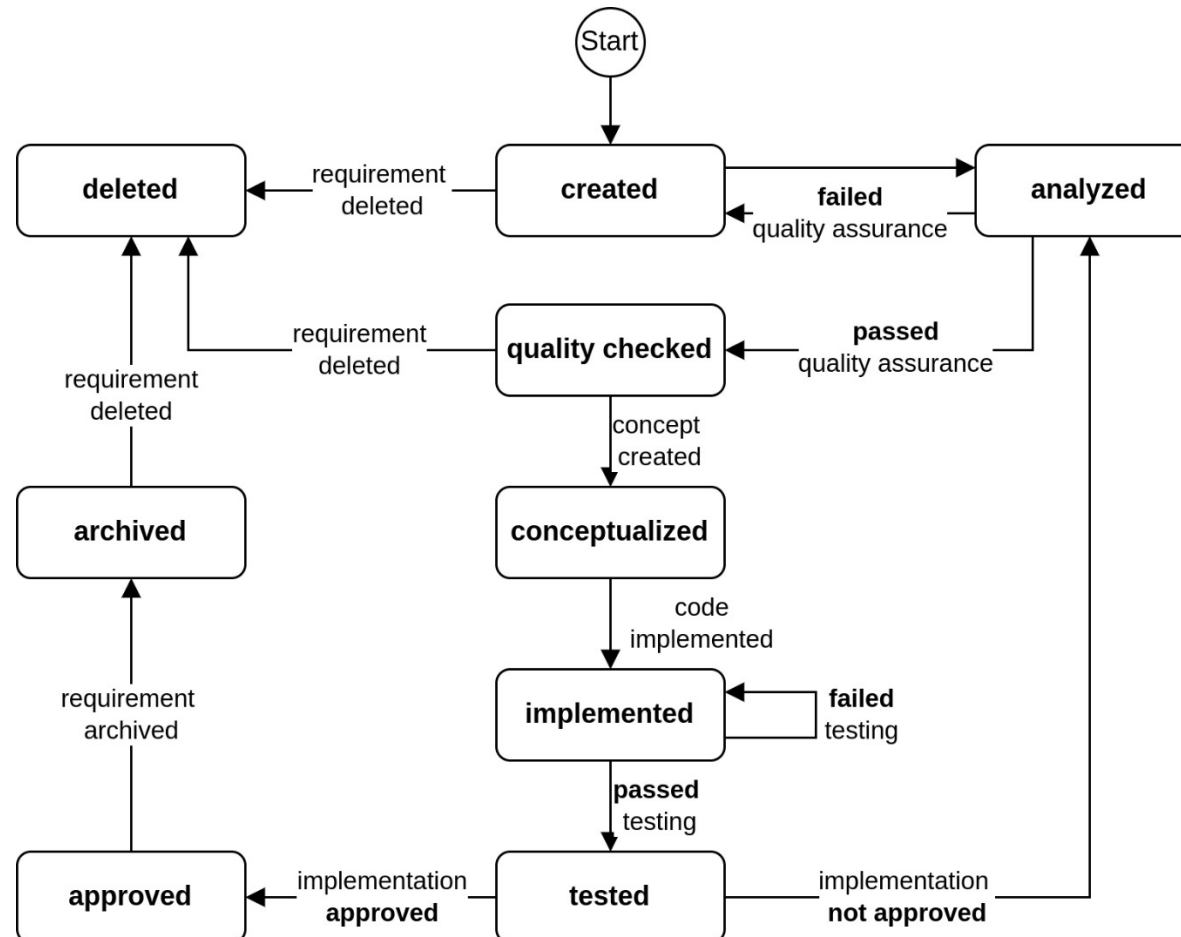 Start
deleted
requirement
deleted
created
failed
quality assurance
analyzed
requirement
deleted
quality checked
passed
quality assurance
requirement
deleted
concept
created
archived
conceptualized
code
implemented
requirement
archived
implemented
failed
testing
passed
testing
approved
implementation
approved
tested
implementation
not approved